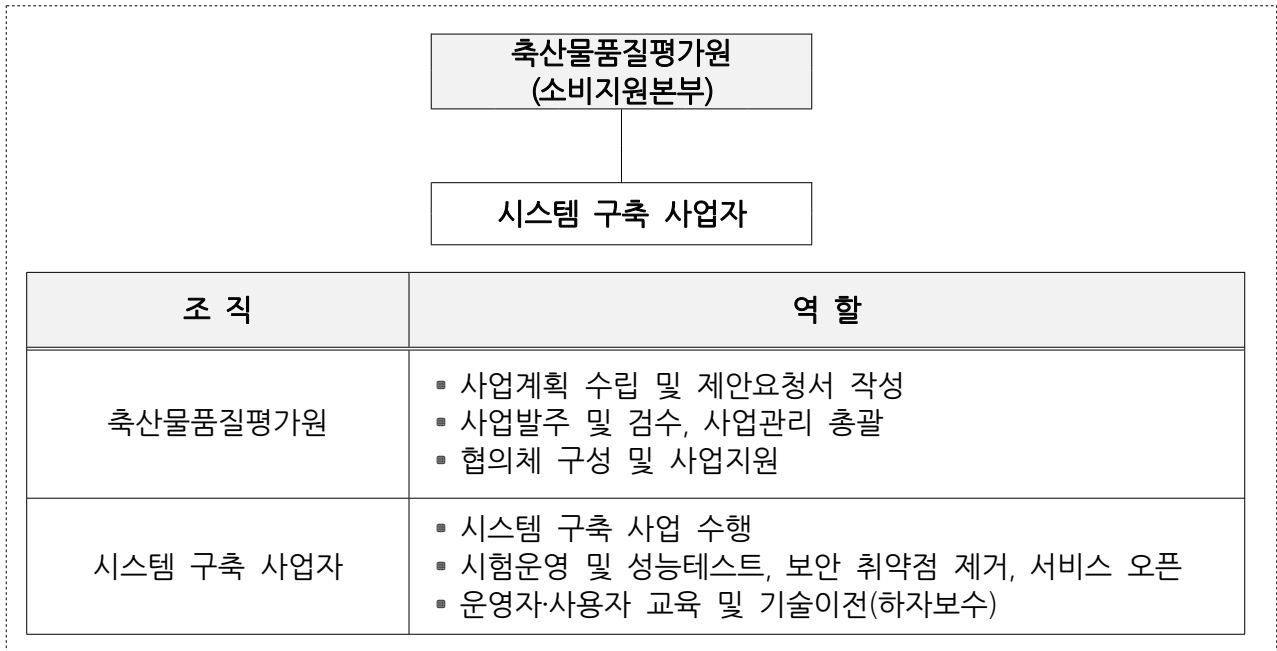 축산물품질평가원
(소비지원본부)
시스템 구축 사업자
조 직
역 할
축산물품질평가원
▪ 사업계획 수립 및 제안요청서 작성
▪ 사업발주 및 검수, 사업관리 총괄
▪ 협의체 구성 및 사업지원
시스템 구축 사업자
▪ 시스템 구축 사업 수행
▪ 시험운영 및 성능테스트, 보안 취약점 제거, 서비스 오픈
▪ 운영자·사용자 교육 및 기술이전(하자보수)